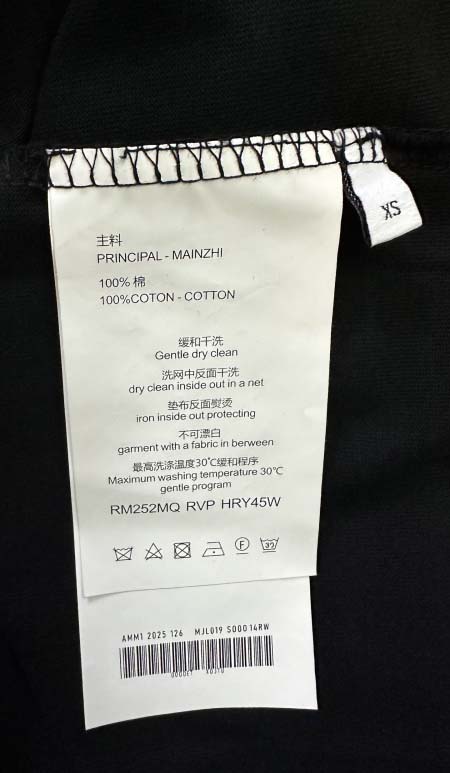 XS
主料
PRINCIPAL - MAINZHI
100% 棉
100%COTON - COTTON
缓和干洗
Gentle dry clean
洗网中反面干洗
dry clean inside out in a net
垫布反面熨烫
iron inside out protecting
不可漂白
garment with a fabric in berween
最高洗涤温度30℃缓和程序
Maximum washing temperature 30℃
gentle program
RM252MQ RVP HRY45W
F
30
AMM1 2025 126 MJL019 S000 14RW